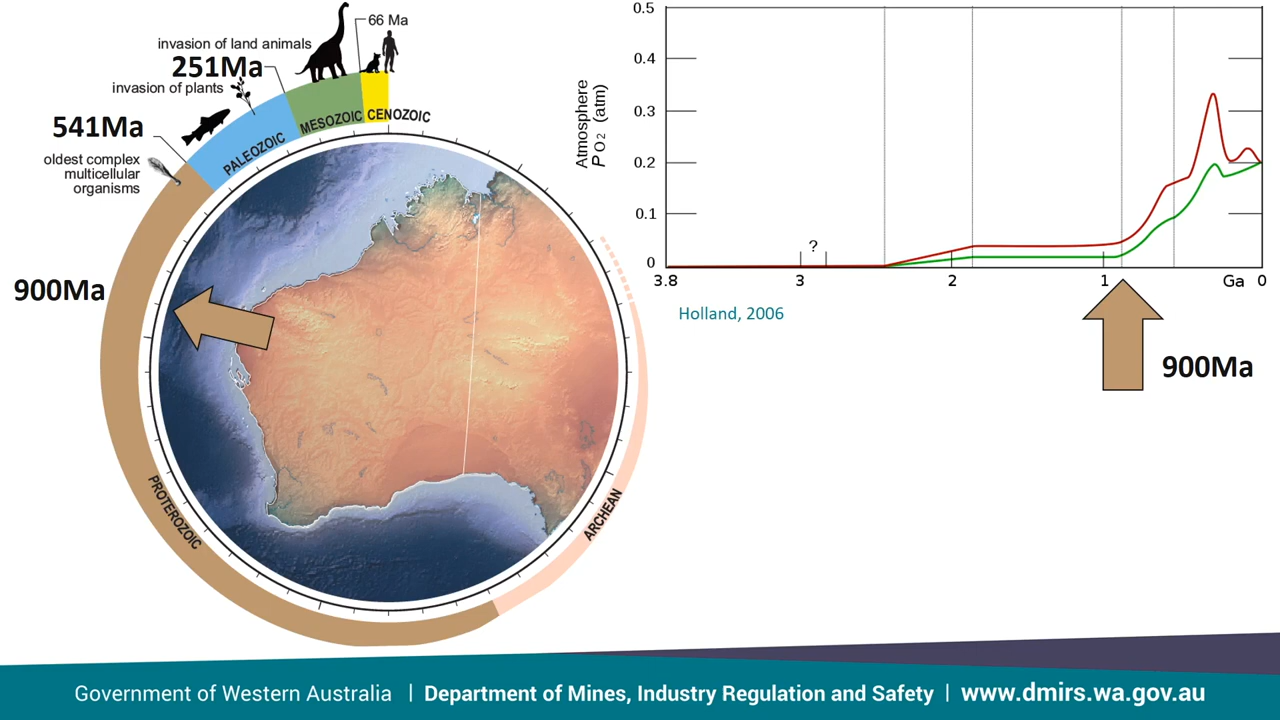 66 Ma
invasion of land animals
251Ma
invasion of plants
541Ma
oldest complex
multicellular
organisms
900Ma
PALEOZOIC
MESOZOIC
CENOZOIC
PROTEROZOIC
ARCHEAN
Atmosphere
P O2 (atm)
0.5
0.4
0.3
0.2
0.1
0
?
3.8 3 2 1 Ga 0
Holland, 2006
900Ma
Government of Western Australia | Department of Mines, Industry Regulation and Safety | www.dmirs.wa.gov.au